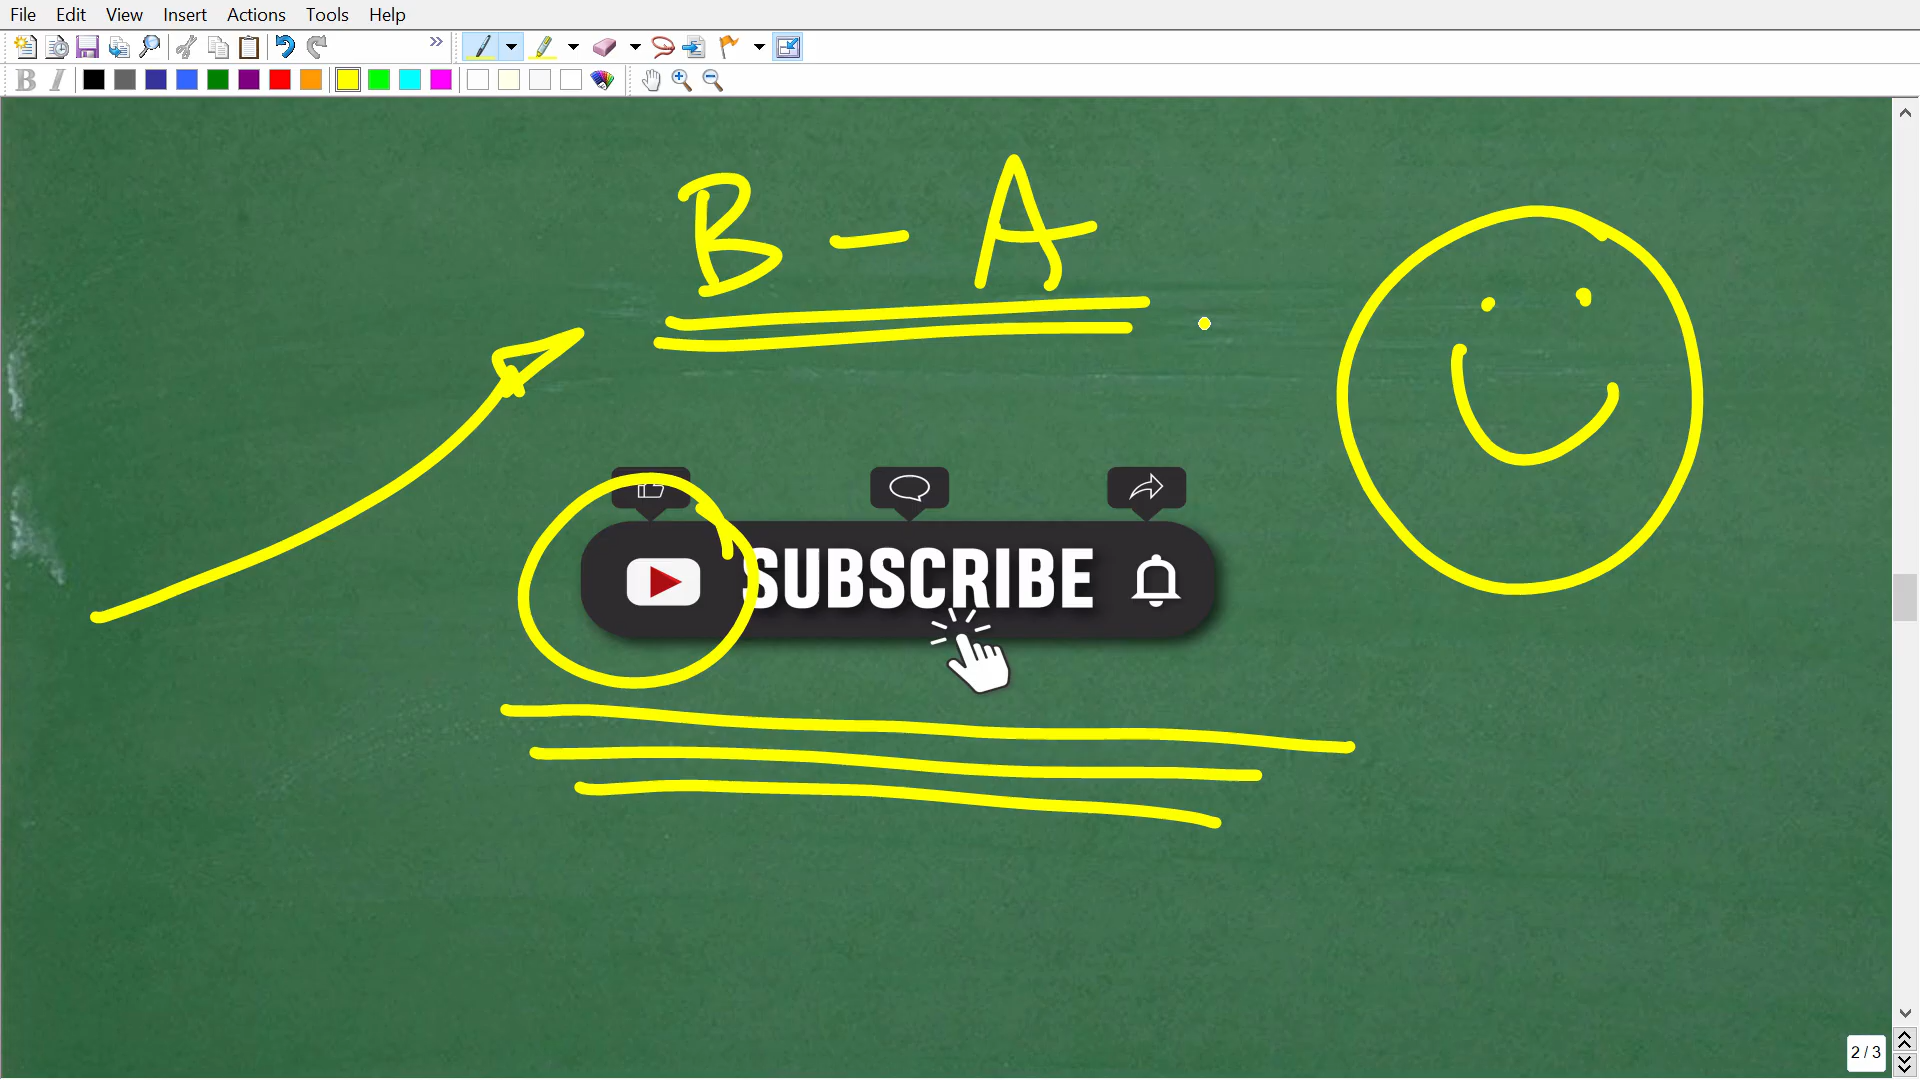 File Edit View Insert Actions Tools Help
B I
B - A
SUBSCRIBE
2 / 3